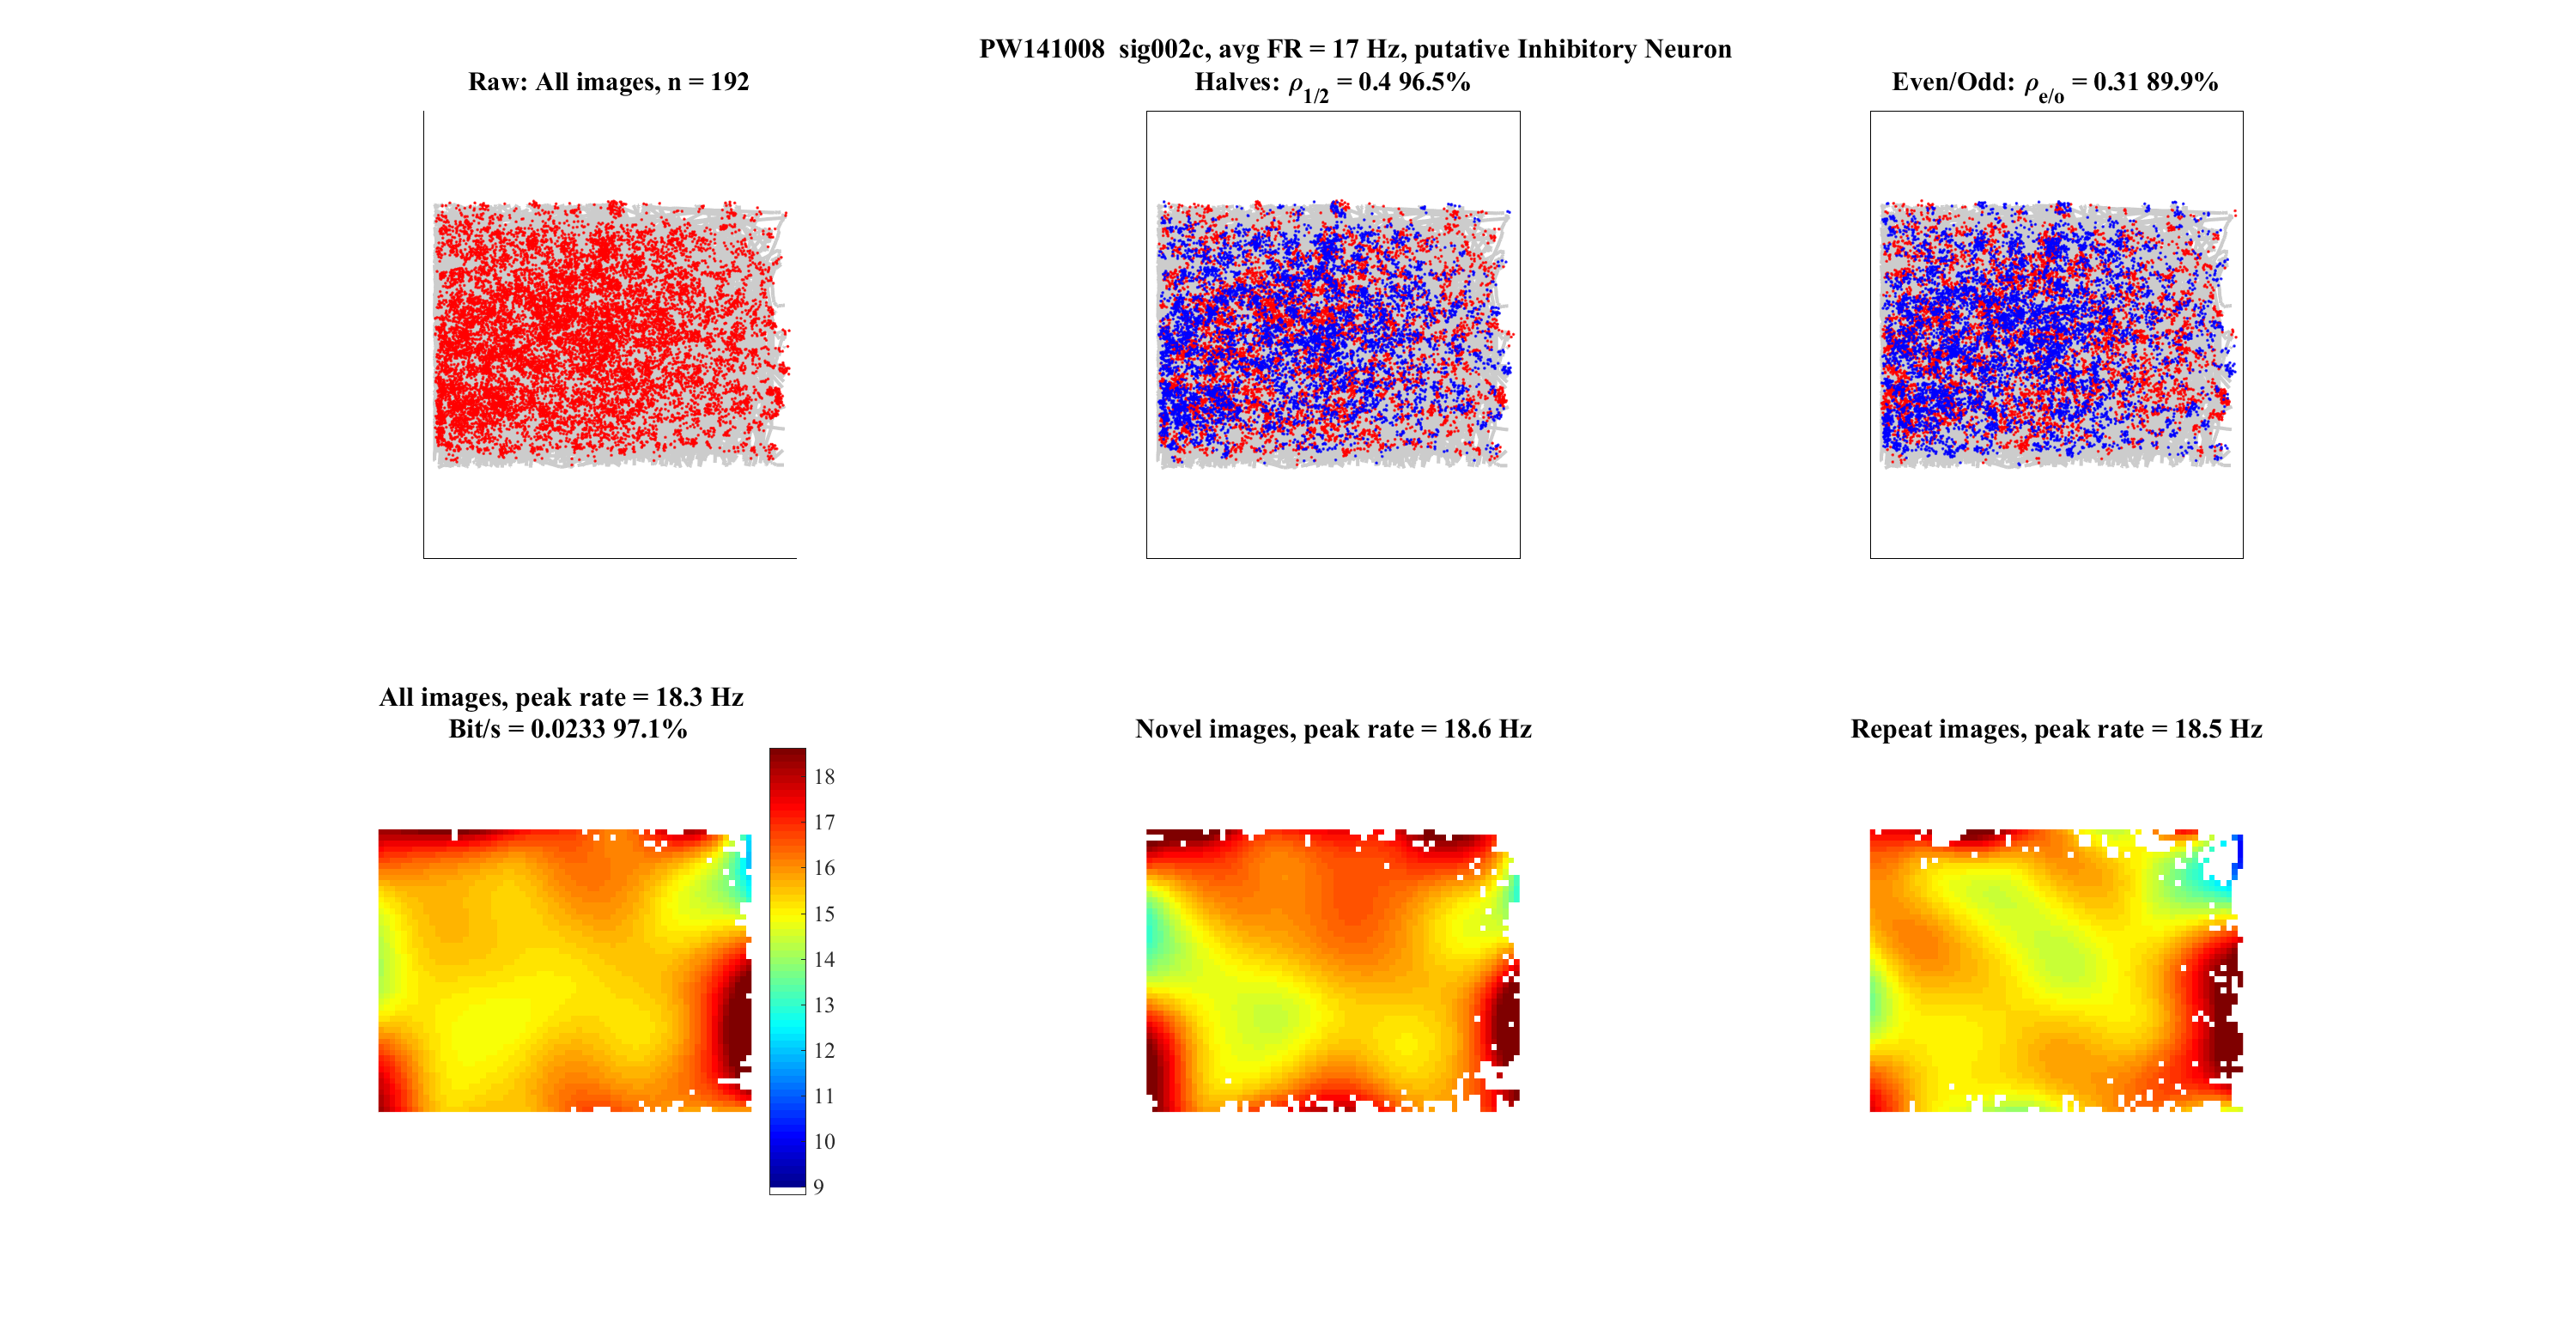 PW141008 sig002c, avg FR = 17 Hz, putative Inhibitory Neuron
Raw: All images, n = 192
Halves: ρ1/2 = 0.4 96.5%
Even/Odd: ρe/o = 0.31 89.9%
All images, peak rate = 18.3 Hz
Bit/s = 0.0233 97.1%
Novel images, peak rate = 18.6 Hz
Repeat images, peak rate = 18.5 Hz
18
17
16
15
14
13
12
11
10
9